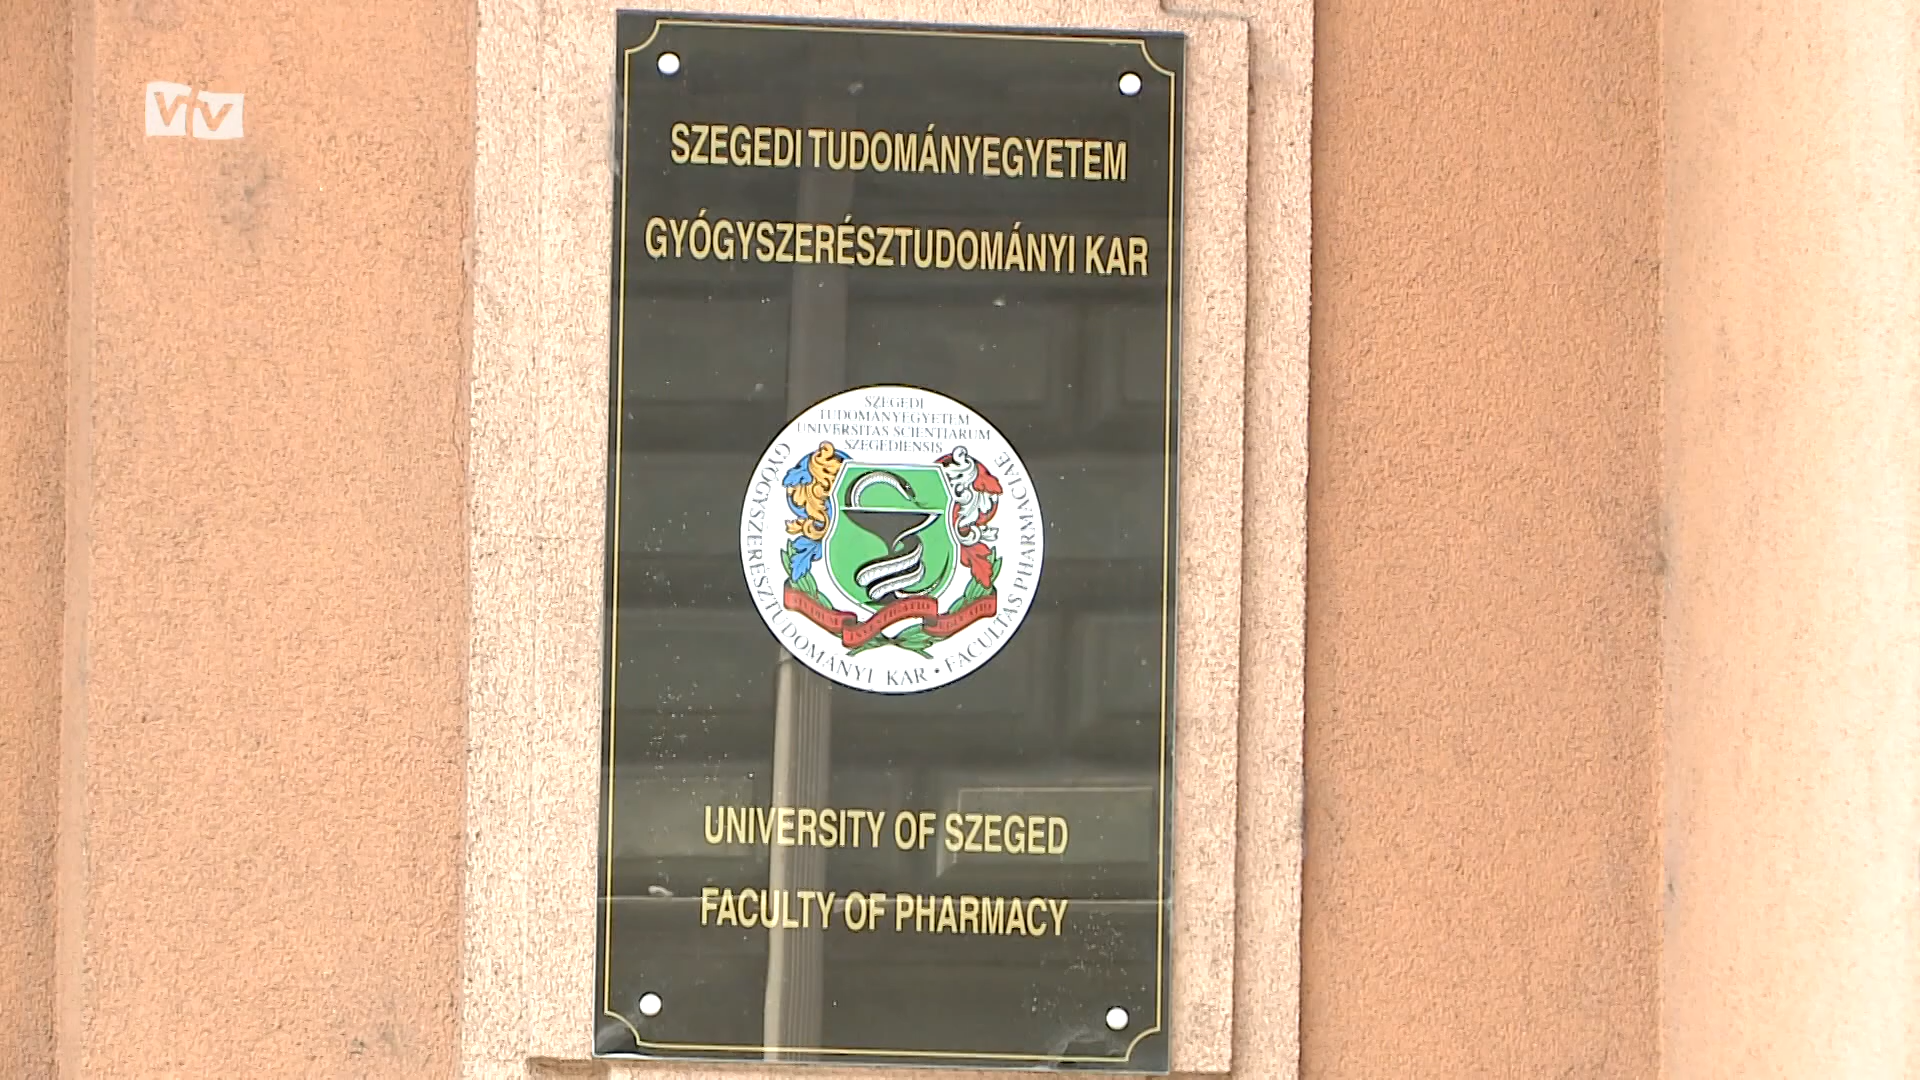 VTV
SZEGEDI TUDOMÁNYEGYETEM
GYÓGYSZERÉSZTUDOMÁNYI KAR
SZEGEDI
TUDOMÁNYEGYETEM
UNIVERSITAS SCIENTIARUM
SZEGEDIENSIS
GYÓGYSZERÉSZTUDOMÁNYI KAR • FACULTAS PHARMACIAE
UNIVERSITY OF SZEGED
FACULTY OF PHARMACY